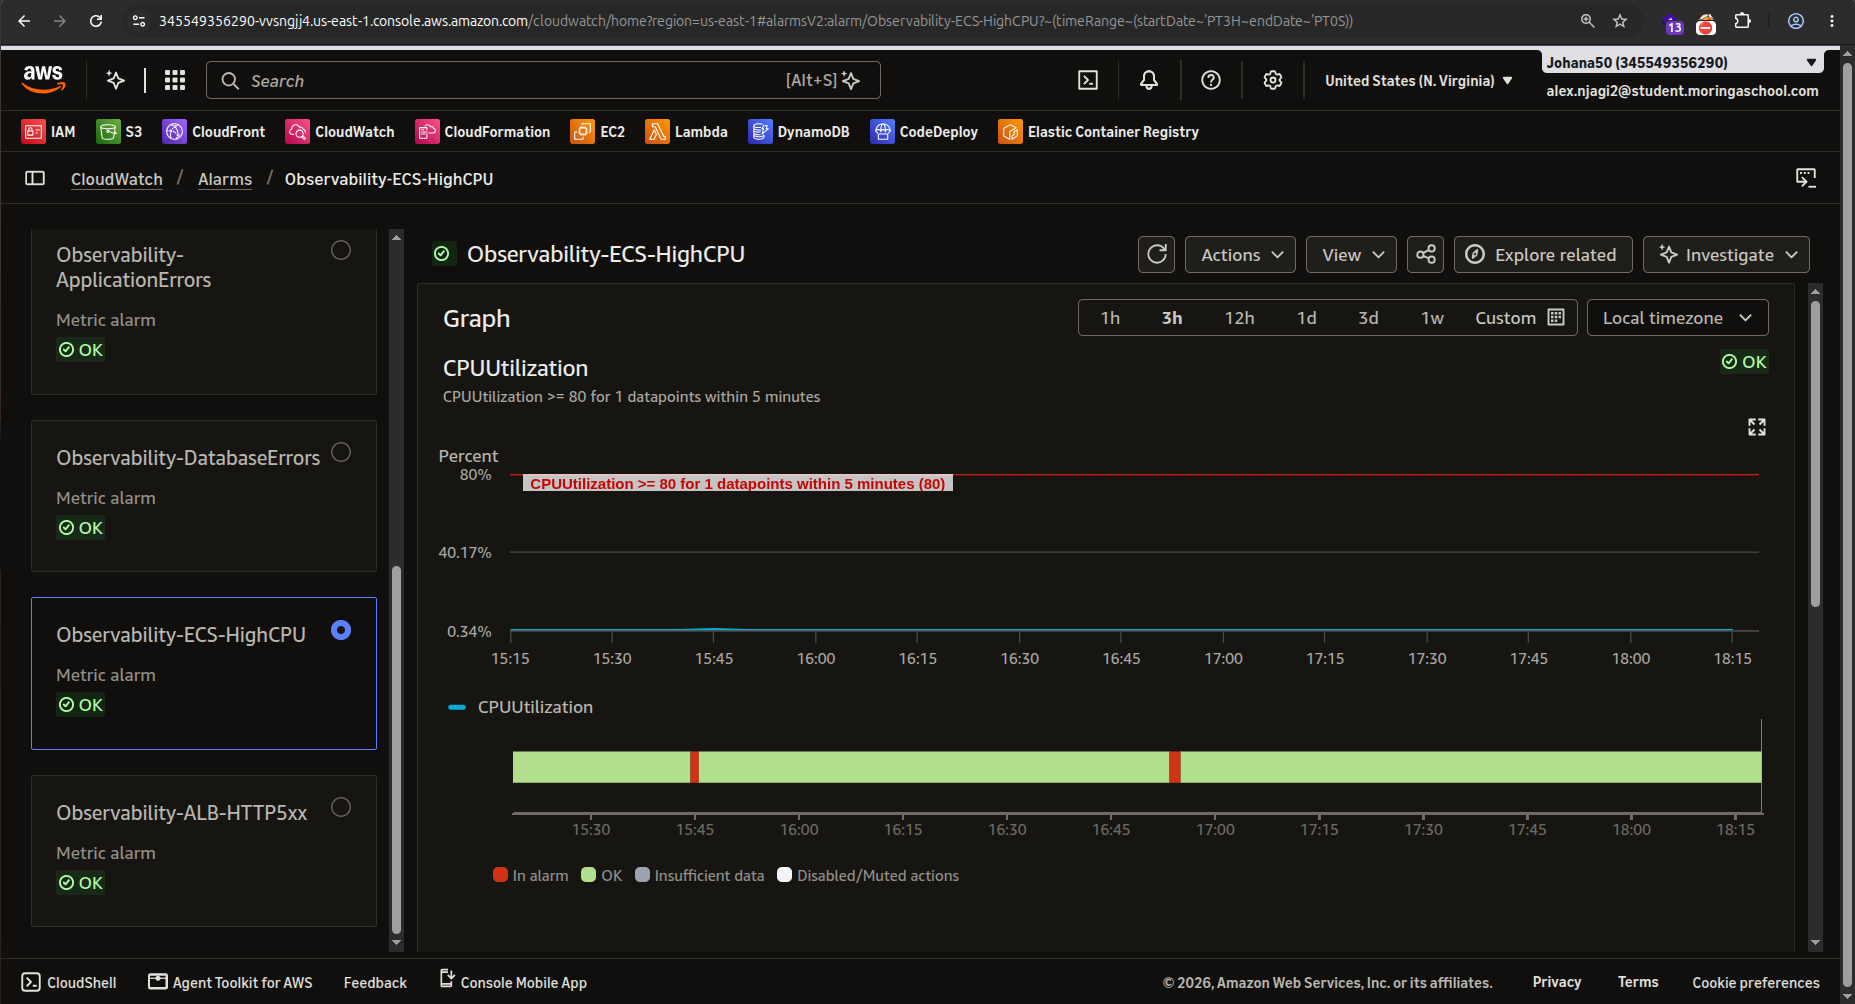 345549356290-vvsngjj4.us-east-1.console.aws.amazon.com/cloudwatch/home?region=us-east-1#alarmsV2:alarm/Observability-ECS-HighCPU?~(timeRange~(startDate~'PT3H~endDate~'PT0S))
13
aws
Search
[Alt+S]
United States (N. Virginia)
Johana50 (345549356290)
alex.njagi2@student.moringaschool.com
IAM
S3
CloudFront
CloudWatch
CloudFormation
EC2
Lambda
DynamoDB
CodeDeploy
Elastic Container Registry
CloudWatch / Alarms / Observability-ECS-HighCPU
Observability-
ApplicationErrors
Metric alarm
OK
Observability-DatabaseErrors
Metric alarm
OK
Observability-ECS-HighCPU
Metric alarm
OK
Observability-ALB-HTTP5xx
Metric alarm
OK
Observability-ECS-HighCPU
Actions
View
Explore related
Investigate
Graph
1h 3h 12h 1d 3d 1w Custom
Local timezone
CPUUtilization
OK
CPUUtilization >= 80 for 1 datapoints within 5 minutes
Percent
80%
CPUUtilization >= 80 for 1 datapoints within 5 minutes (80)
40.17%
0.34%
15:15 15:30 15:45 16:00 16:15 16:30 16:45 17:00 17:15 17:30 17:45 18:00 18:15
CPUUtilization
15:30 15:45 16:00 16:15 16:30 16:45 17:00 17:15 17:30 17:45 18:00 18:15
In alarm OK Insufficient data Disabled/Muted actions
CloudShell
Agent Toolkit for AWS
Feedback
Console Mobile App
© 2026, Amazon Web Services, Inc. or its affiliates.
Privacy
Terms
Cookie preferences